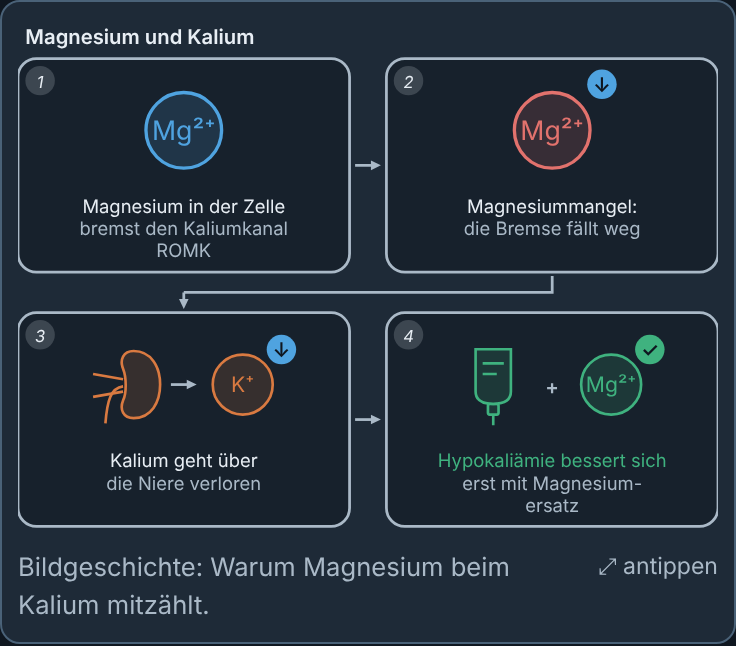 Magnesium und Kalium
1
Mg²⁺
Magnesium in der Zelle
bremst den Kaliumkanal
ROMK
2
Mg²⁺
Magnesiummangel:
die Bremse fällt weg
3
K⁺
Kalium geht über
die Niere verloren
4
+
Mg²⁺
Hypokaliämie bessert sich
erst mit Magnesium-
ersatz
Bildgeschichte: Warum Magnesium beim
Kalium mitzählt.
antippen